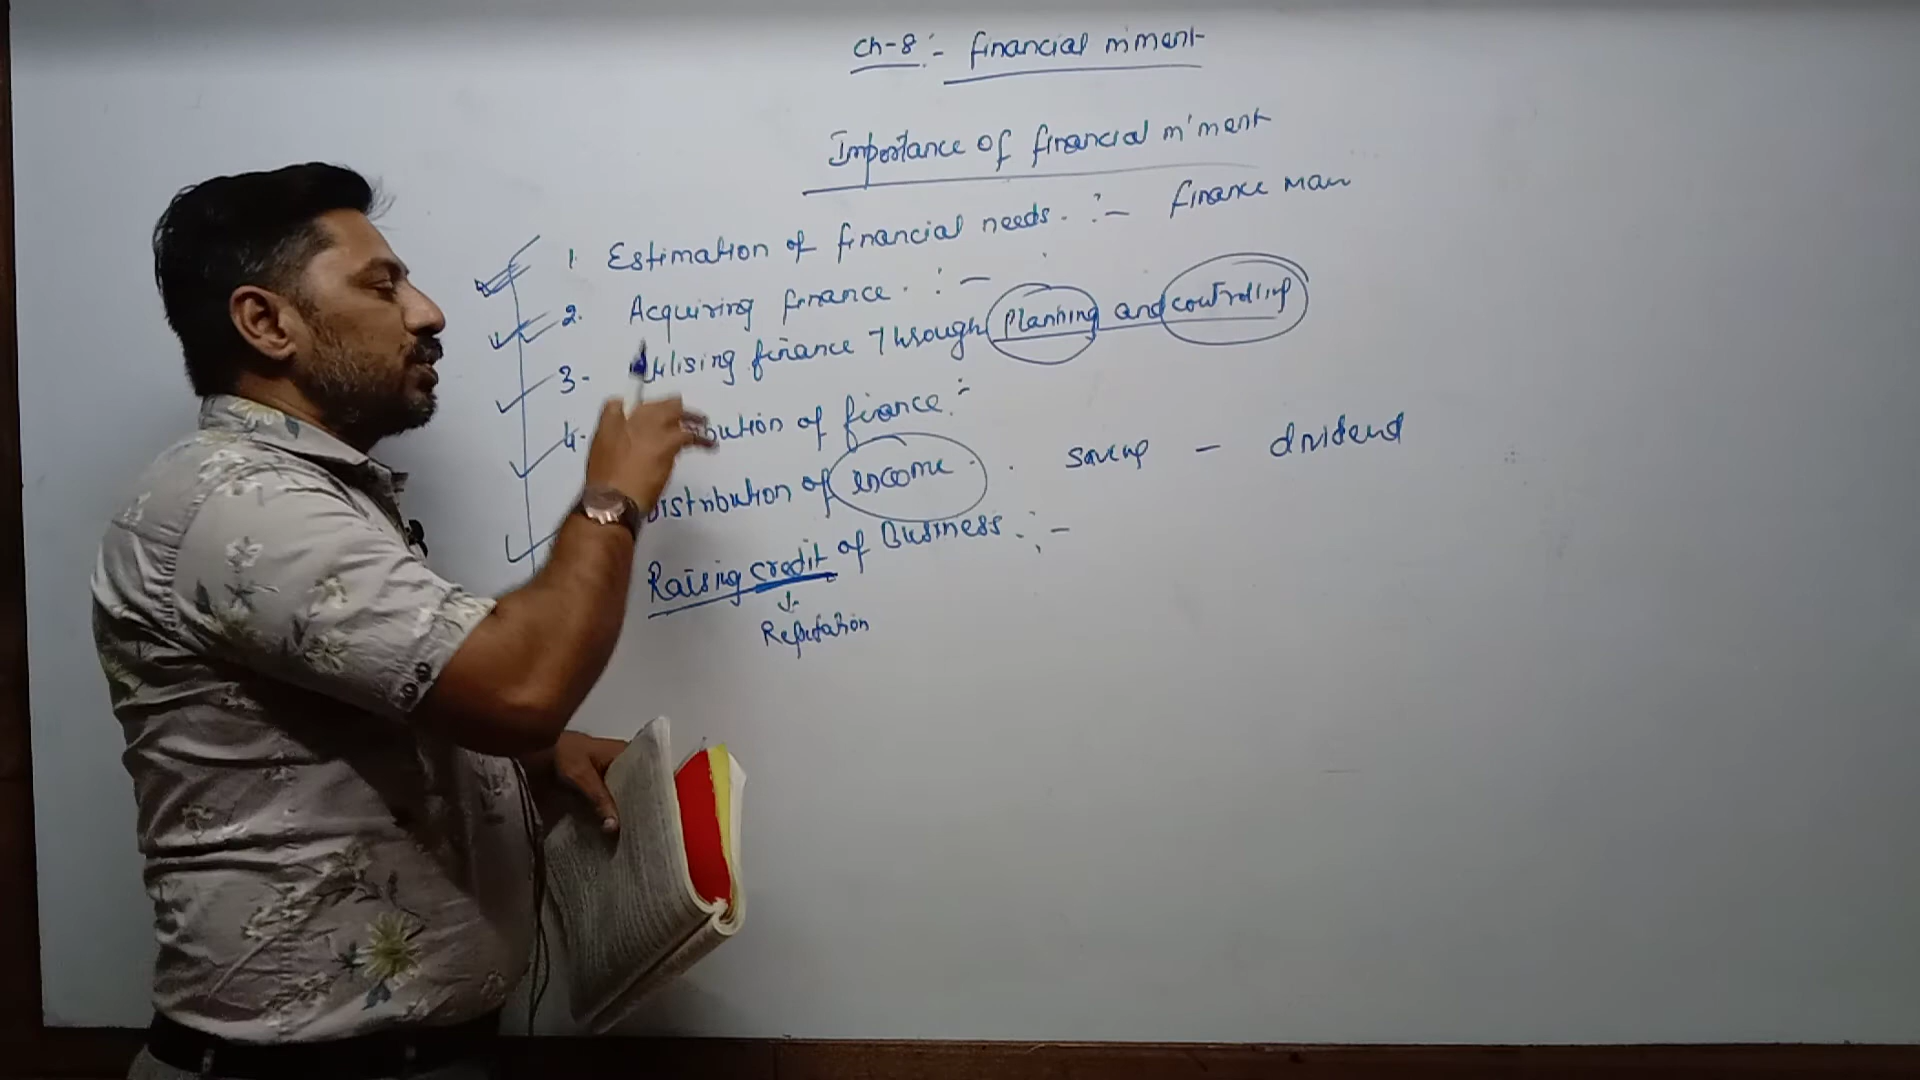 Ch-8 :- financial m'ment
Importance of financial m'ment
1. Estimation of financial needs. :- finance man
2. Acquiring finance. :-
3- finance Through planning and controlling
4. of finance :-
Distribution of income. saving - dividend
Raising credit of Business. :-
Reputation